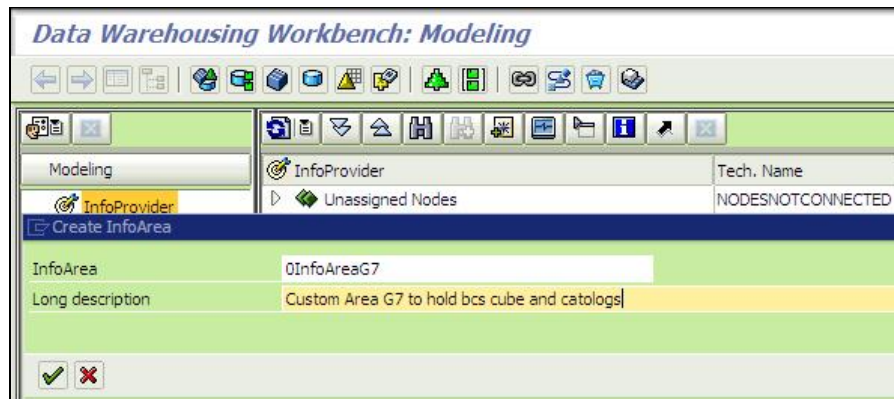 Data Warehousing Workbench: Modeling
Modeling
InfoProvider
Tech. Name
InfoProvider
Unassigned Nodes
NODESNOTCONNECTED
Create InfoArea
InfoArea
0InfoAreaG7
Long description
Custom Area G7 to hold bcs cube and catologs